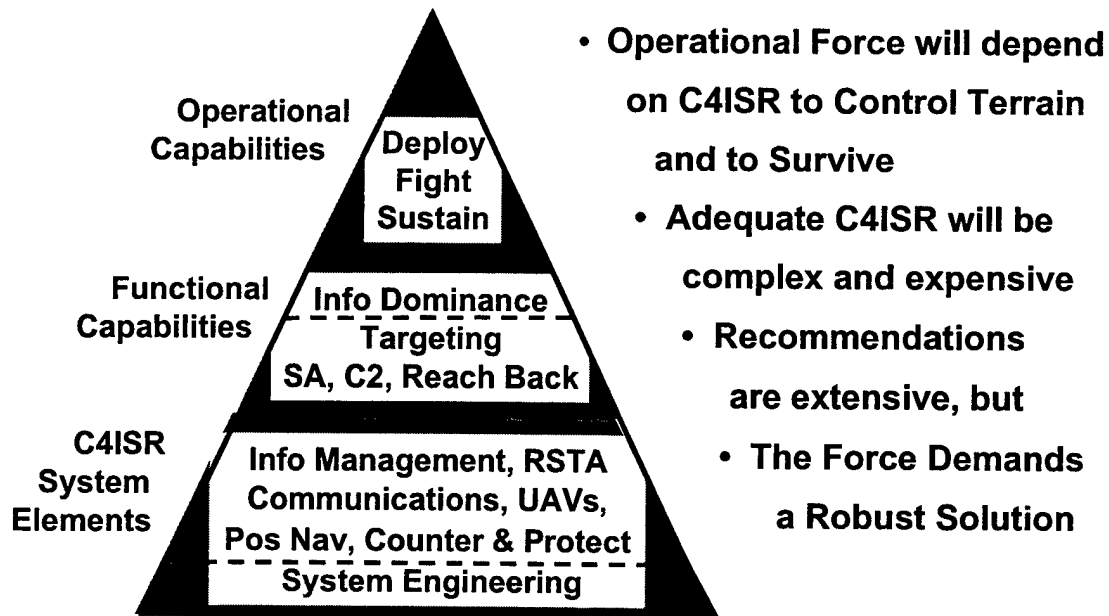 Operational
Capabilities
Deploy
Fight
Sustain
Functional
Capabilities
Info Dominance
Targeting
SA, C2, Reach Back
C4ISR
System
Elements
Info Management, RSTA
Communications, UAVs,
Pos Nav, Counter & Protect
System Engineering
• Operational Force will depend
on C4ISR to Control Terrain
and to Survive
• Adequate C4ISR will be
complex and expensive
• Recommendations
are extensive, but
• The Force Demands
a Robust Solution